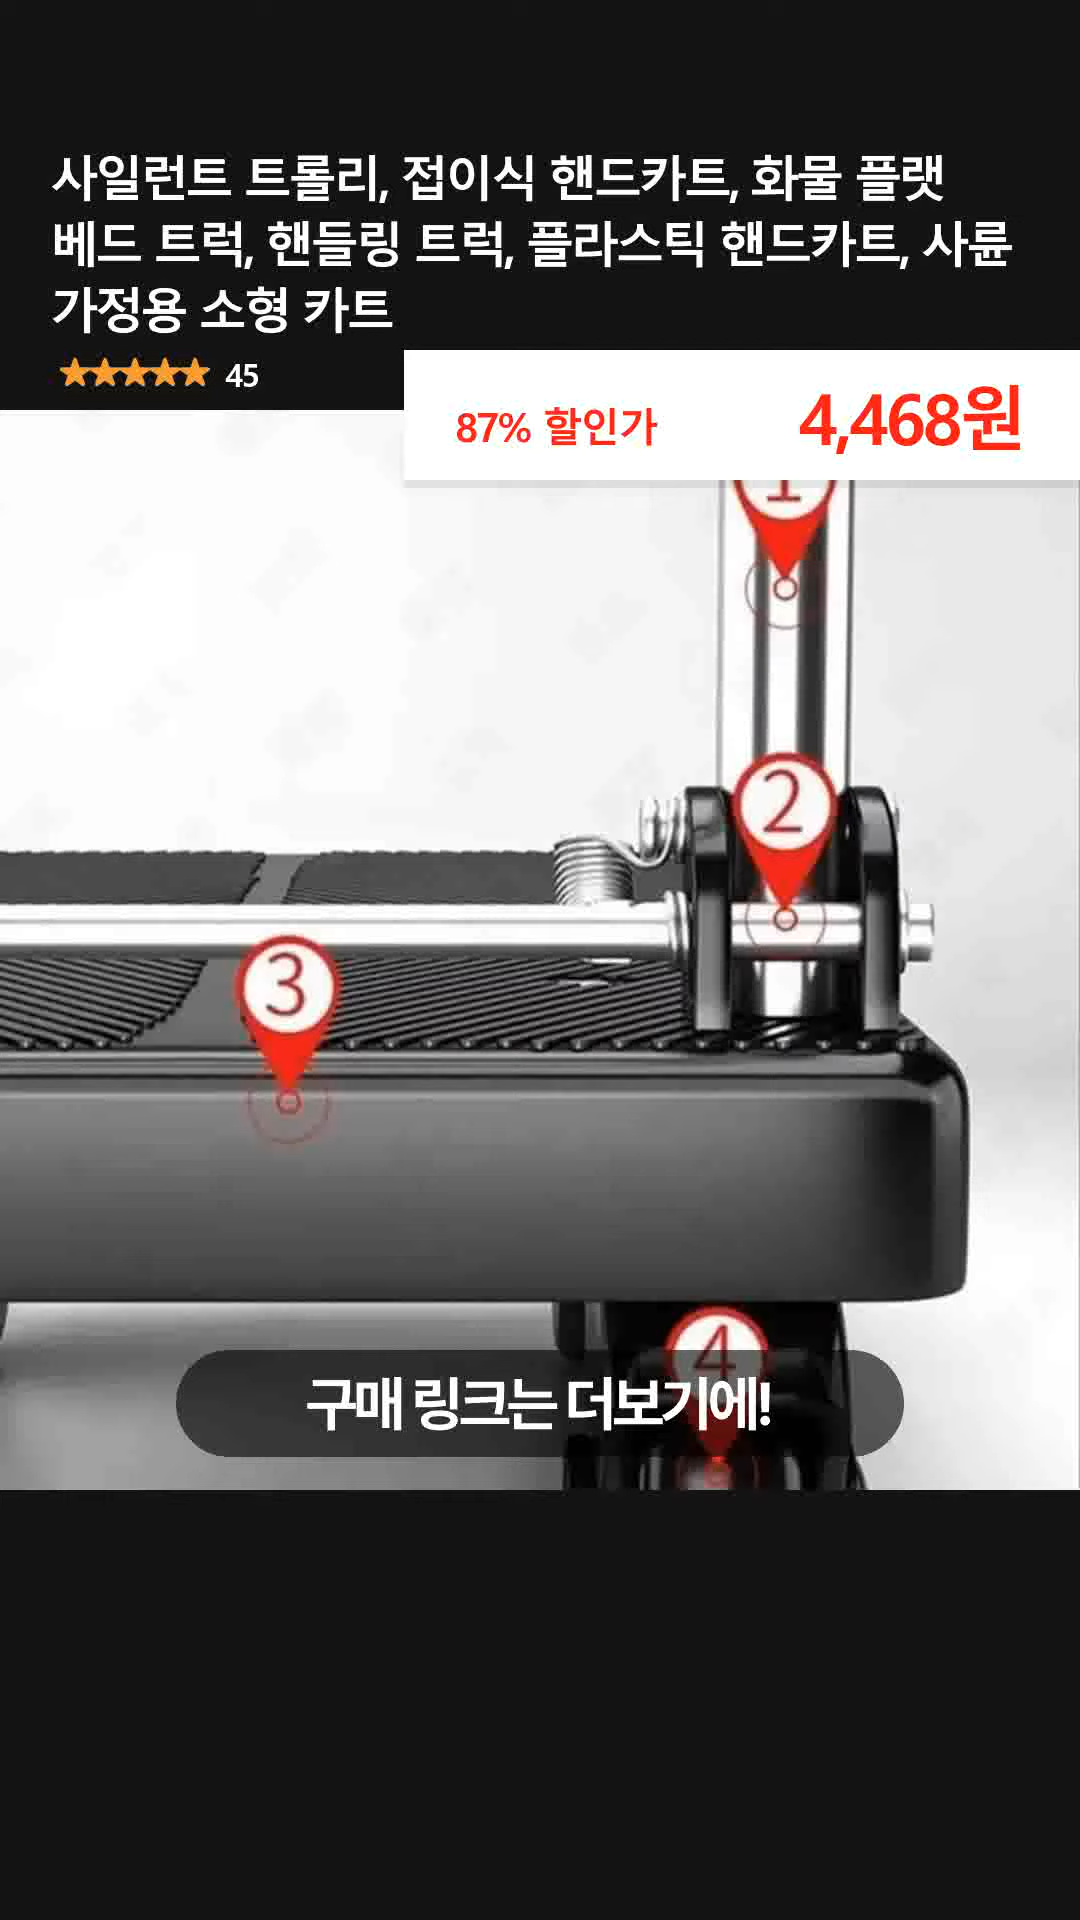 사일런트 트롤리, 접이식 핸드카트, 화물 플랫
베드 트럭, 핸들링 트럭, 플라스틱 핸드카트, 사륜
가정용 소형 카트
45
87% 할인가 4,468원
1
2
3
4
구매 링크는 더보기에!